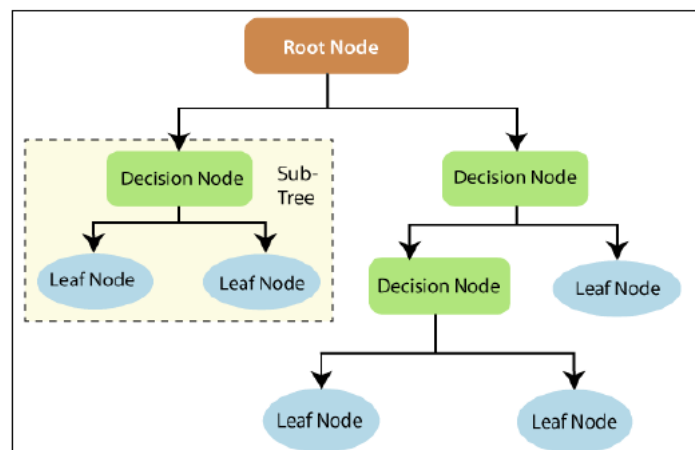 Root Node
Decision Node
Sub-
Tree
Decision Node
Leaf Node
Leaf Node
Decision Node
Leaf Node
Leaf Node
Leaf Node